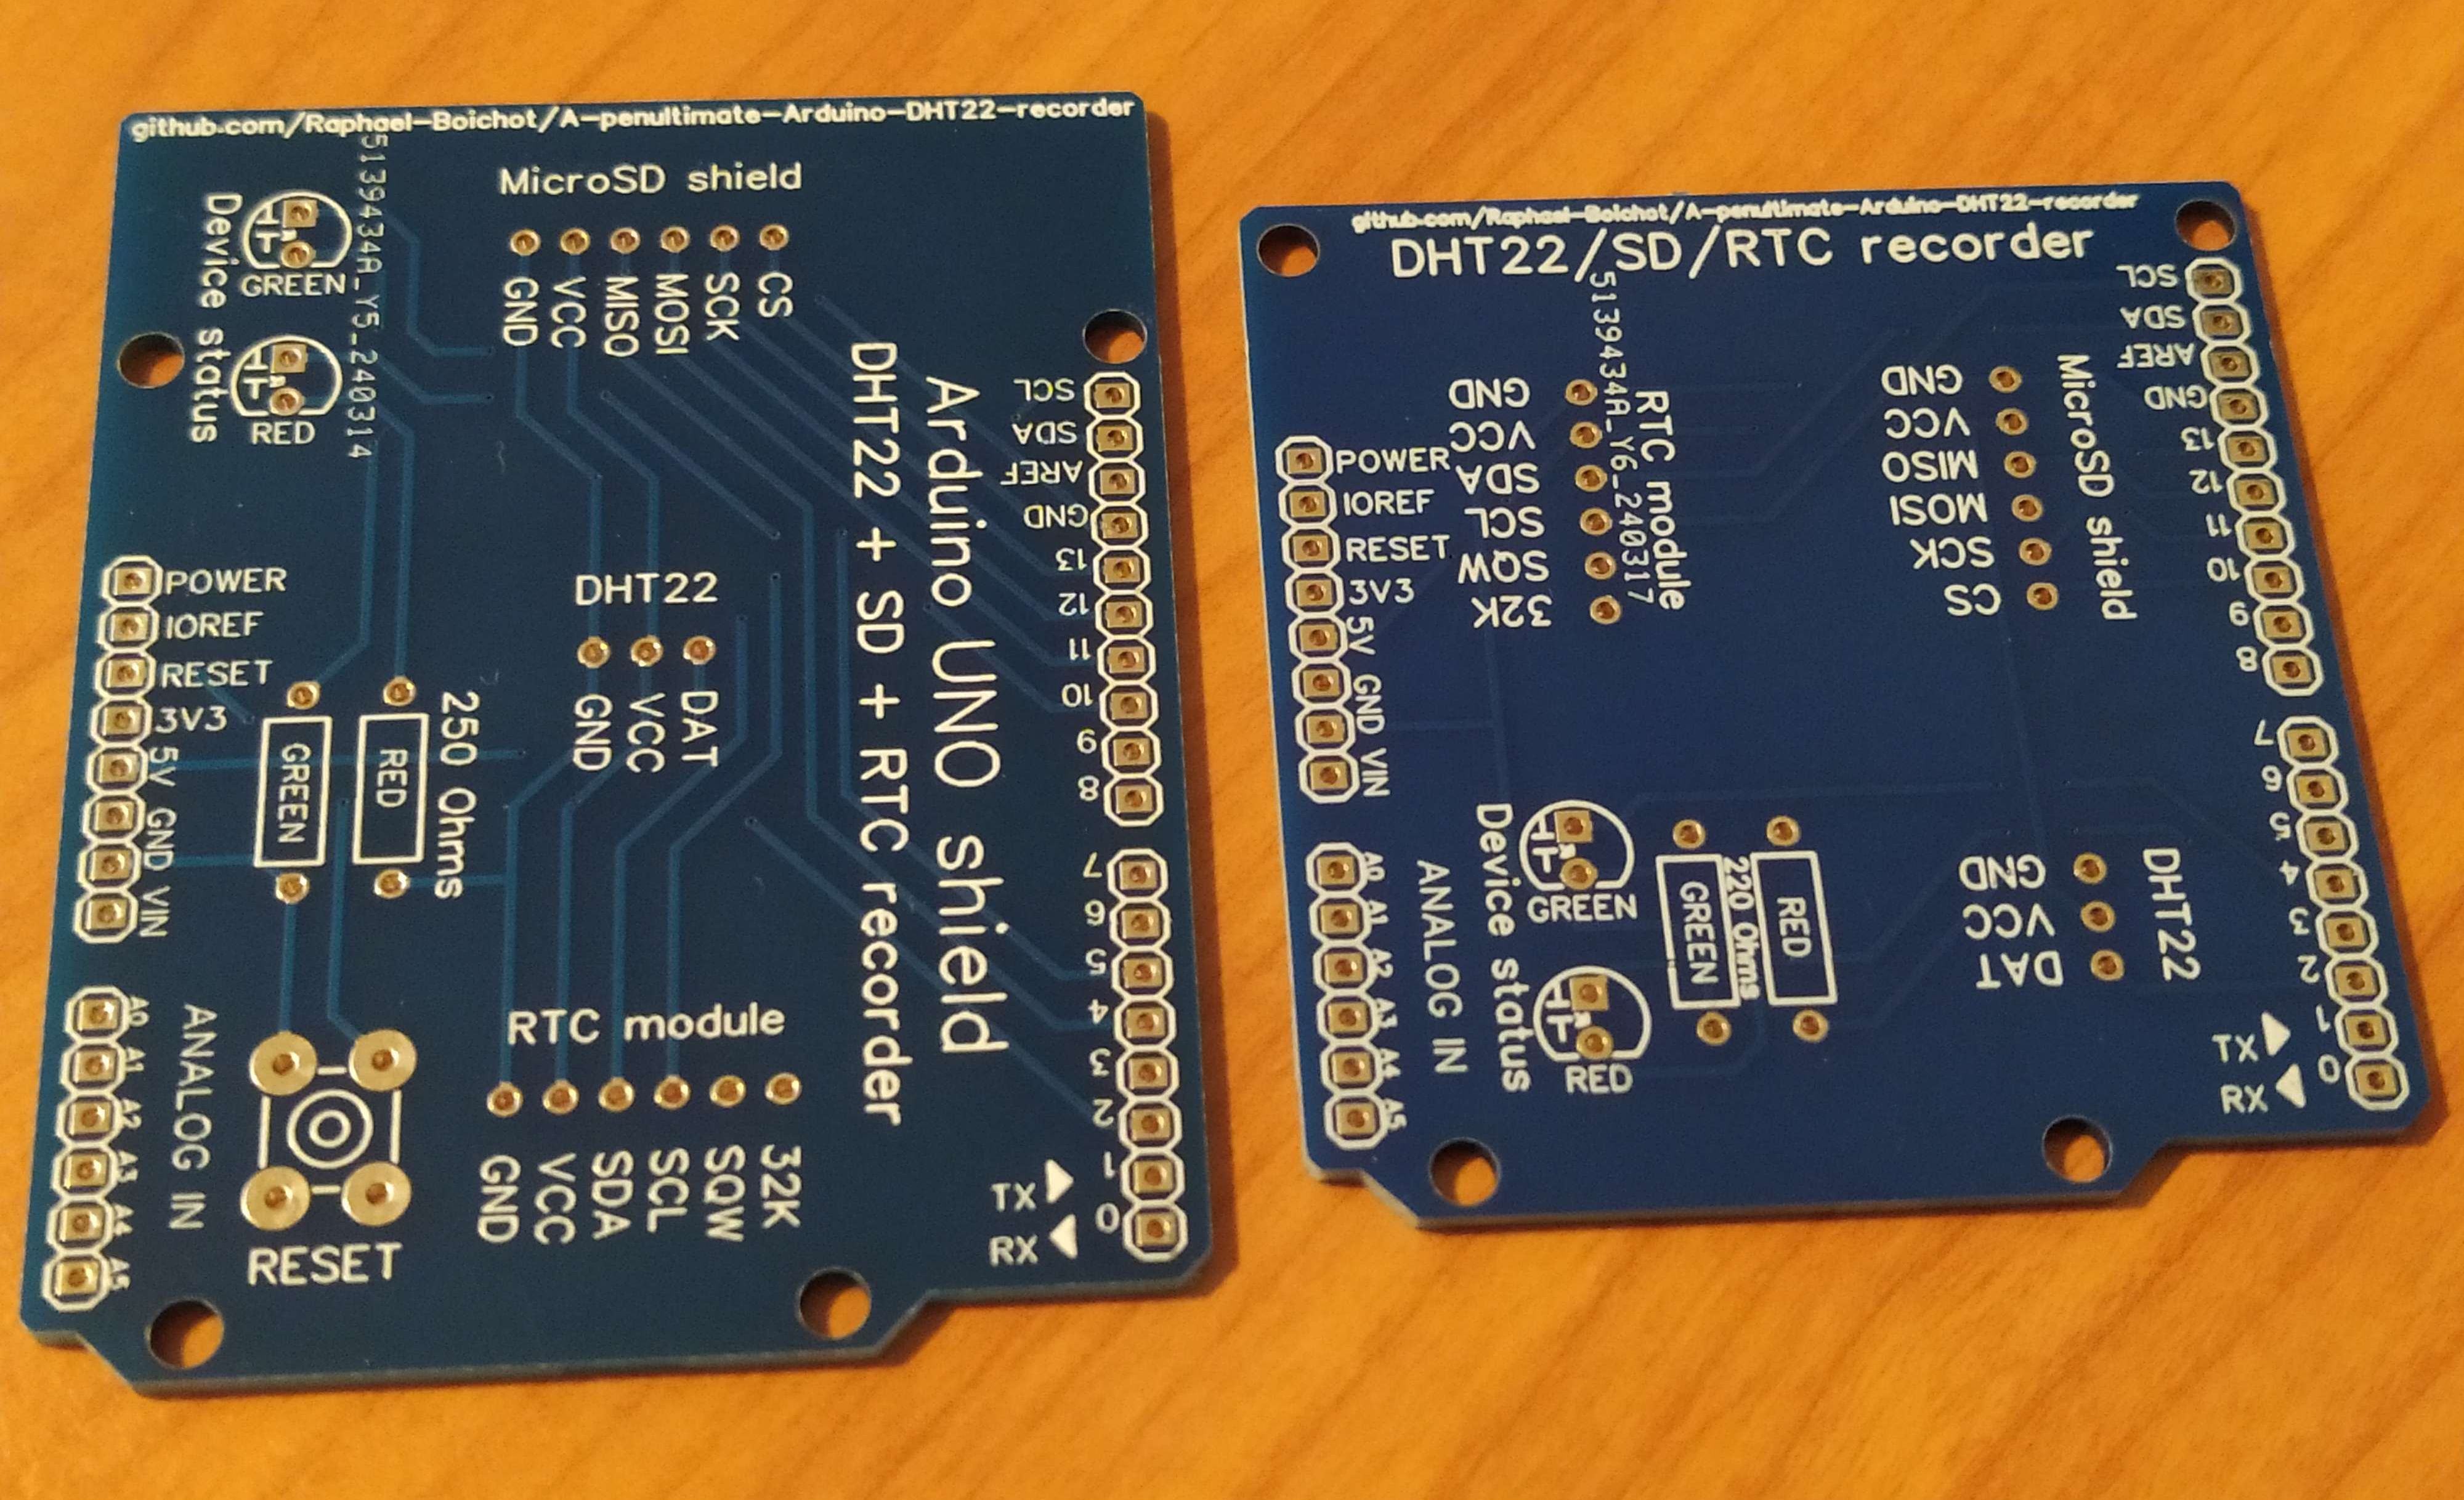 github.com/Raphael-Boichot/A-penultimate-Arduino-DHT22-recorder
MicroSD shield
GND
VCC
MISO
MOSI
SCK
CS
Device status
GREEN
RED
5139434A_Y5_240314
Arduino UNO shield
DHT22 + SD + RTC recorder
SCL
SDA
AREF
GND
13
12
11
10
9
8
7
6
5
4
3
2
1
0
TX
RX
POWER
IOREF
RESET
3V3
5V
GND
VIN
DHT22
GND
VCC
DAT
GREEN
RED
250 Ohms
A0
A1
A2
A3
A4
A5
ANALOG IN
RESET
RTC module
GND
VCC
SDA
SCL
SQW
32K
github.com/Raphael-Boichot/A-penultimate-Arduino-DHT22-recorder
DHT22/SD/RTC recorder
5139434A_Y6_240317
RTC module
GND
VCC
SDA
SCL
SQW
32K
MicroSD shield
GND
VCC
MISO
MOSI
SCK
CS
SCL
SDA
AREF
GND
13
12
11
10
9
8
7
6
5
4
3
2
1
0
TX
RX
POWER
IOREF
RESET
3V3
5V
GND
VIN
A0
A1
A2
A3
A4
A5
ANALOG IN
Device status
GREEN
RED
GREEN
220 Ohms
RED
DHT22
GND
VCC
DAT